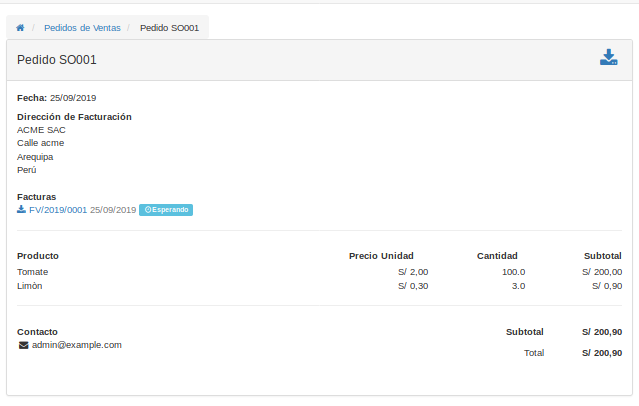 / Pedidos de Ventas / Pedido SO001
Pedido SO001
Fecha: 25/09/2019
Dirección de Facturación
ACME SAC
Calle acme
Arequipa
Perú
Facturas
FV/2019/0001 25/09/2019 Esperando
Producto Precio Unidad Cantidad Subtotal
Tomate S/ 2,00 100.0 S/ 200,00
Limòn S/ 0,30 3.0 S/ 0,90
Contacto Subtotal S/ 200,90
admin@example.com
Total S/ 200,90